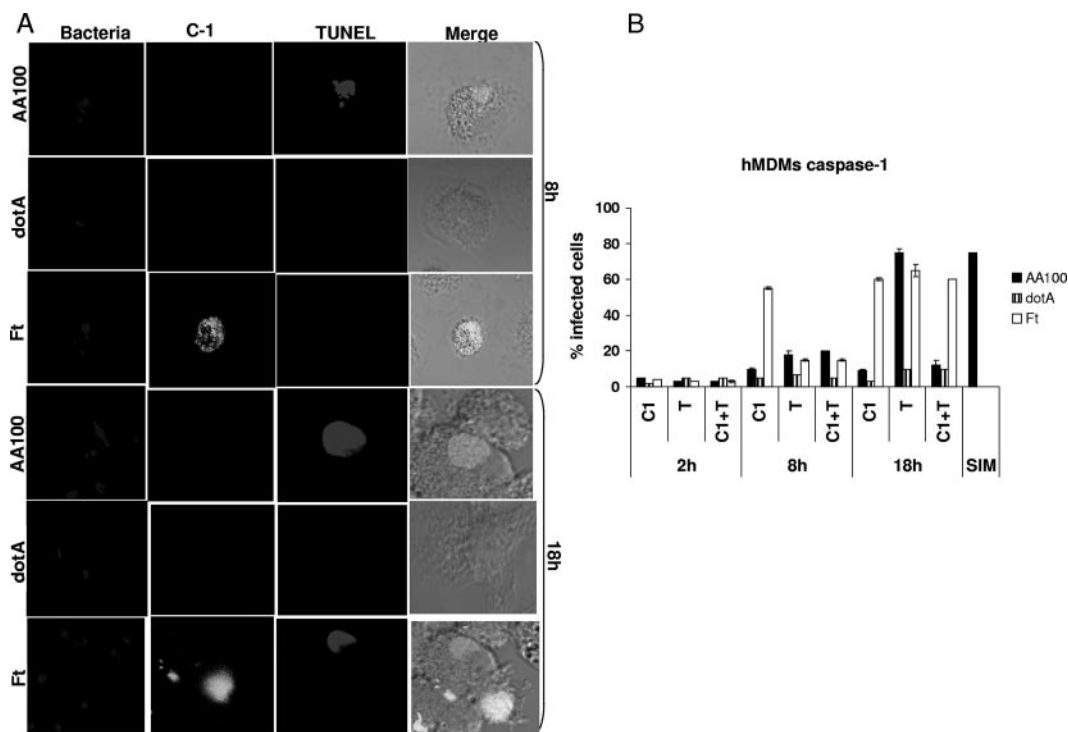 A
Bacteria C-1 TUNEL Merge
AA100
dotA
Ft
8h
AA100
dotA
Ft
18h
B
hMDMs caspase-1
% infected cells
100
80
60
40
20
0
C1 T C1+T C1 T C1+T C1 T C1+T
2h 8h 18h SIM
AA100
dotA
Ft